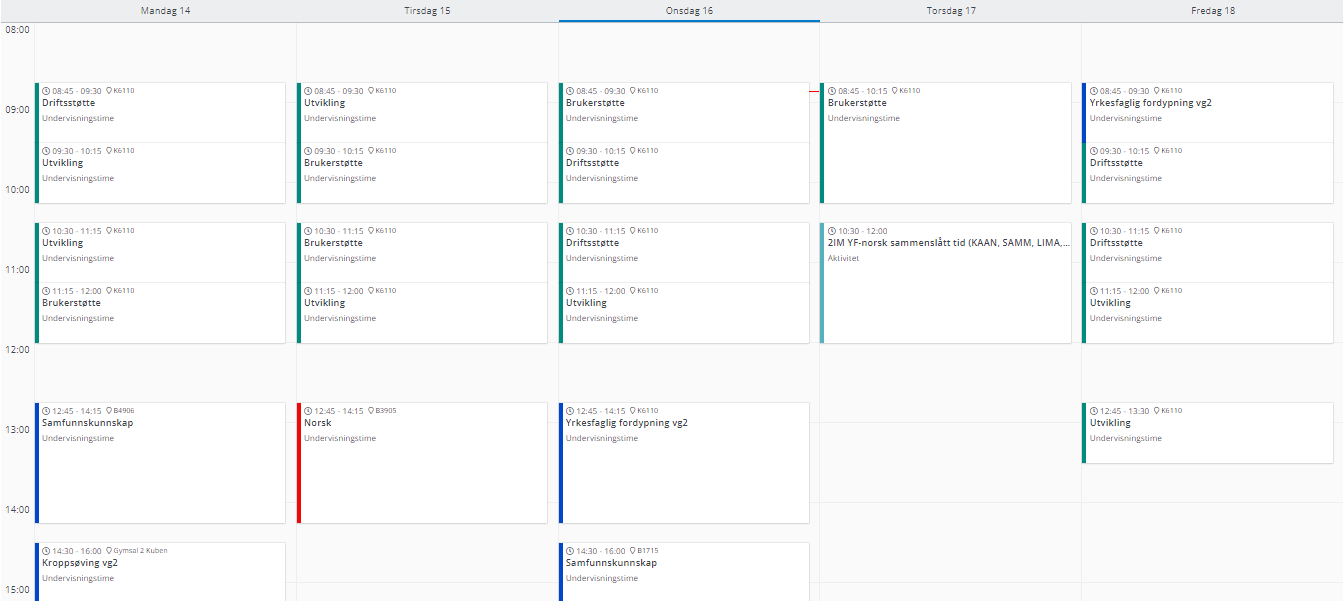 Mandag 14
Tirsdag 15
Onsdag 16
Torsdag 17
Fredag 18
08:00
09:00
10:00
11:00
12:00
13:00
14:00
15:00
08:45 - 09:30 K6110
Driftsstøtte
Undervisningstime
09:30 - 10:15 K6110
Utvikling
Undervisningstime
10:30 - 11:15 K6110
Utvikling
Undervisningstime
11:15 - 12:00 K6110
Brukerstøtte
Undervisningstime
12:45 - 14:15 B4906
Samfunnskunnskap
Undervisningstime
14:30 - 16:00 Gymsal 2 Kuben
Kroppsøving vg2
Undervisningstime
08:45 - 09:30 K6110
Utvikling
Undervisningstime
09:30 - 10:15 K6110
Brukerstøtte
Undervisningstime
10:30 - 11:15 K6110
Brukerstøtte
Undervisningstime
11:15 - 12:00 K6110
Utvikling
Undervisningstime
12:45 - 14:15 B3905
Norsk
Undervisningstime
08:45 - 09:30 K6110
Brukerstøtte
Undervisningstime
09:30 - 10:15 K6110
Driftsstøtte
Undervisningstime
10:30 - 11:15 K6110
Driftsstøtte
Undervisningstime
11:15 - 12:00 K6110
Utvikling
Undervisningstime
12:45 - 14:15 K6110
Yrkesfaglig fordypning vg2
Undervisningstime
14:30 - 16:00 B1715
Samfunnskunnskap
Undervisningstime
08:45 - 10:15 K6110
Brukerstøtte
Undervisningstime
10:30 - 12:00
2IM YF-norsk sammenslått tid (KAAN, SAMM, LIMA,...
Aktivitet
08:45 - 09:30 K6110
Yrkesfaglig fordypning vg2
Undervisningstime
09:30 - 10:15 K6110
Driftsstøtte
Undervisningstime
10:30 - 11:15 K6110
Driftsstøtte
Undervisningstime
11:15 - 12:00 K6110
Utvikling
Undervisningstime
12:45 - 13:30 K6110
Utvikling
Undervisningstime